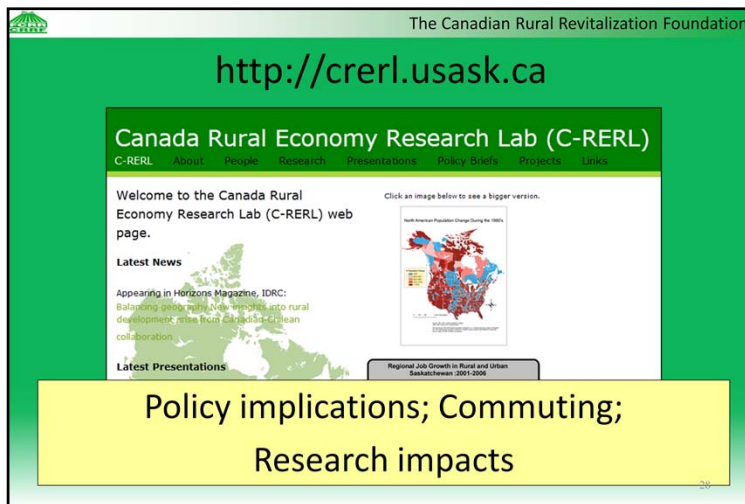 The Canadian Rural Revitalization Foundation
http://crerl.usask.ca
Canada Rural Economy Research Lab (C-RERL)
C-RERL About People Research Presentations Policy Briefs Projects Links
Welcome to the Canada Rural
Economy Research Lab (C-RERL) web
page.
Latest News
Appearing in Horizons Magazine, IDRC:
Balancing geography New insights into rural
development arise from Canadian-Chilean
collaboration
Latest Presentations
Click an image below to see a bigger version.
North American Population Change During the 1990's
Regional Job Growth in Rural and Urban
Saskatchewan :2001-2006
Policy implications; Commuting;
Research impacts
28